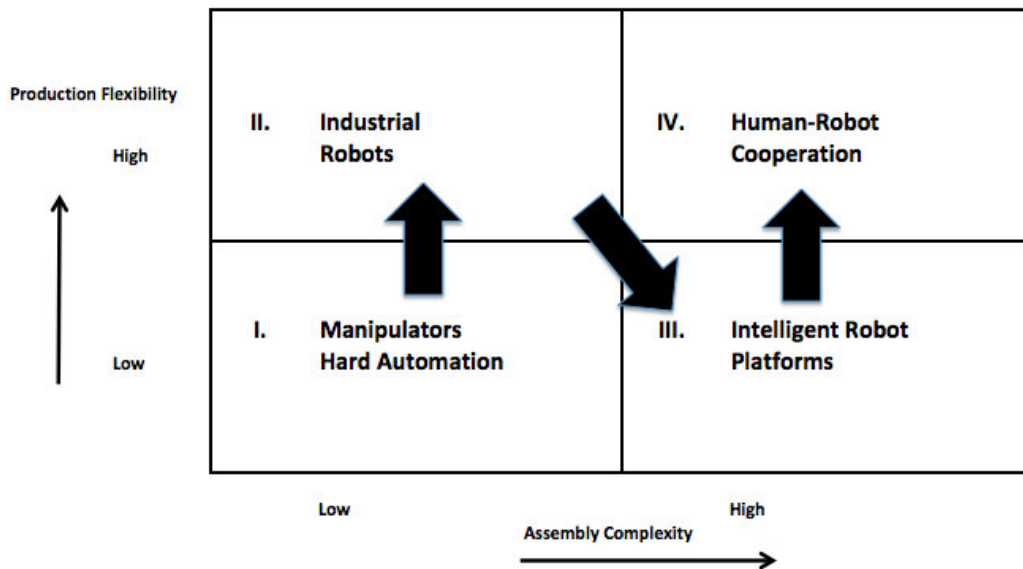 Production Flexibility
High
Low
II. Industrial
Robots
IV. Human-Robot
Cooperation
I. Manipulators
Hard Automation
III. Intelligent Robot
Platforms
Low
High
Assembly Complexity